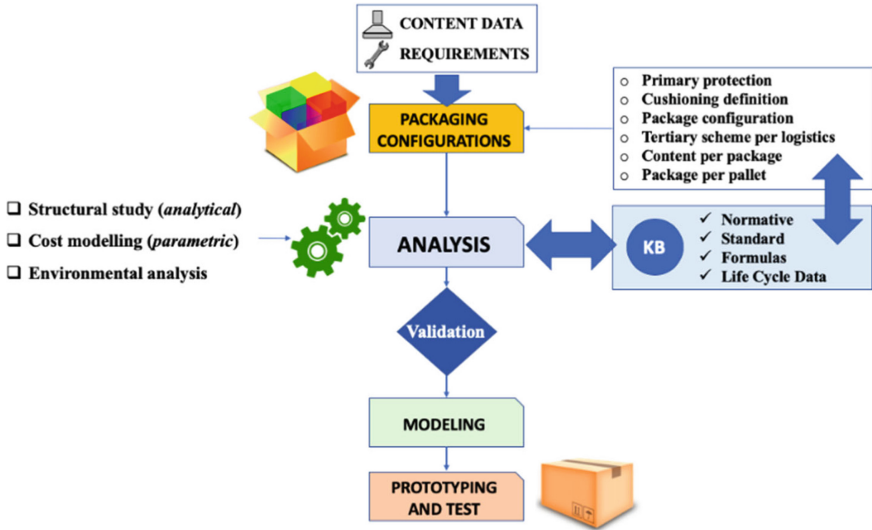 CONTENT DATA
REQUIREMENTS
PACKAGING
CONFIGURATIONS
o Primary protection
o Cushioning definition
o Package configuration
o Tertiary scheme per logistics
o Content per package
o Package per pallet
❑ Structural study (analytical)
❑ Cost modelling (parametric)
❑ Environmental analysis
ANALYSIS
KB
✓ Normative
✓ Standard
✓ Formulas
✓ Life Cycle Data
Validation
MODELING
PROTOTYPING
AND TEST